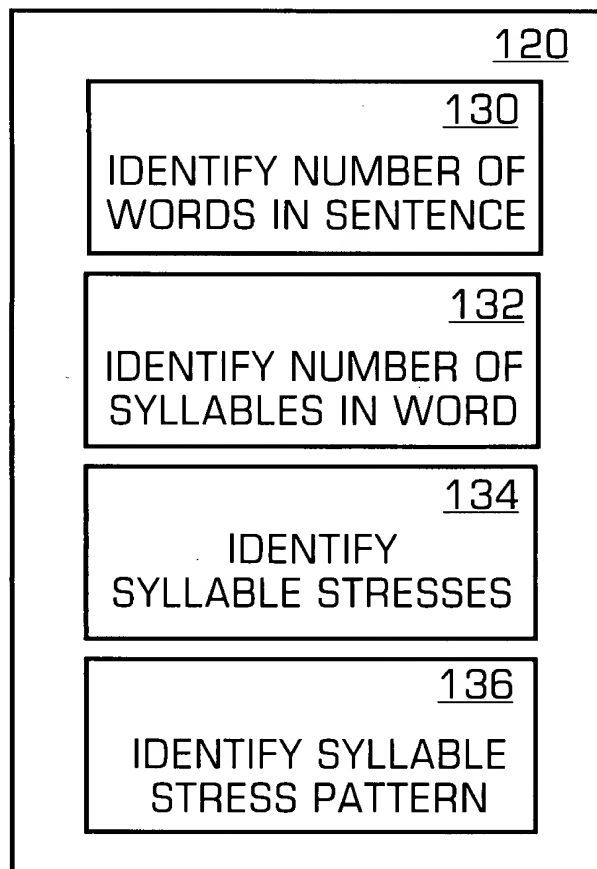 120
130
IDENTIFY NUMBER OF
WORDS IN SENTENCE
132
IDENTIFY NUMBER OF
SYLLABLES IN WORD
134
IDENTIFY
SYLLABLE STRESSES
136
IDENTIFY SYLLABLE
STRESS PATTERN